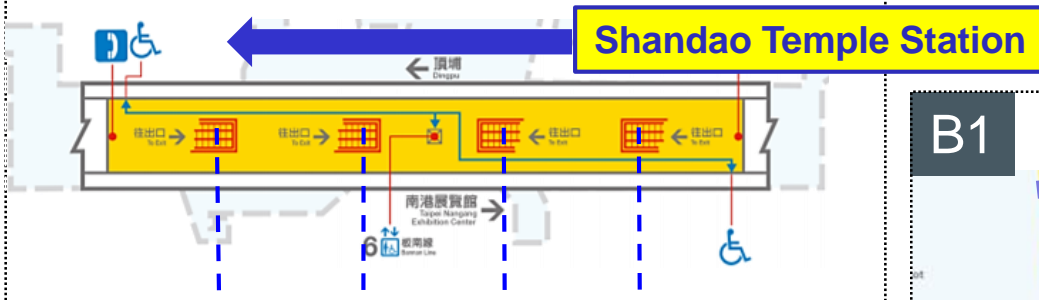 Shandao Temple Station
← 頂埔
Dingpu
往出口 →
To Exit
往出口 →
To Exit
← 往出口
To Exit
← 往出口
To Exit
南港展覽館 →
Taipei Nangang
Exhibition Center
6 板南線
Bannan Line
B1